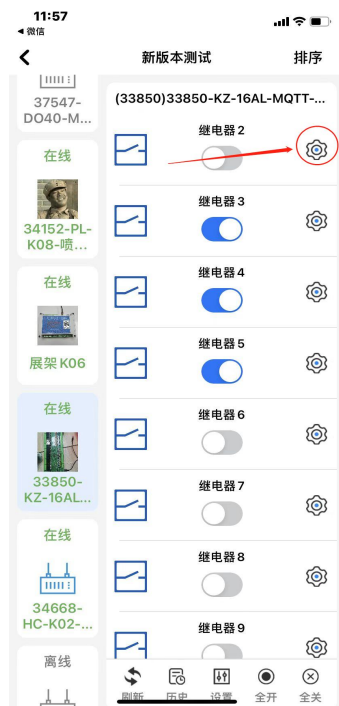 11:57
微信
新版本测试
排序
37547-
DO40-M...
在线
34152-PL-
K08-喷...
在线
展架K06
在线
33850-
KZ-16AL...
在线
34668-
HC-K02-...
离线
(33850)33850-KZ-16AL-MQTT-...
继电器2
继电器3
继电器4
继电器5
继电器6
继电器7
继电器8
继电器9
刷新
历史
设置
全开
全关